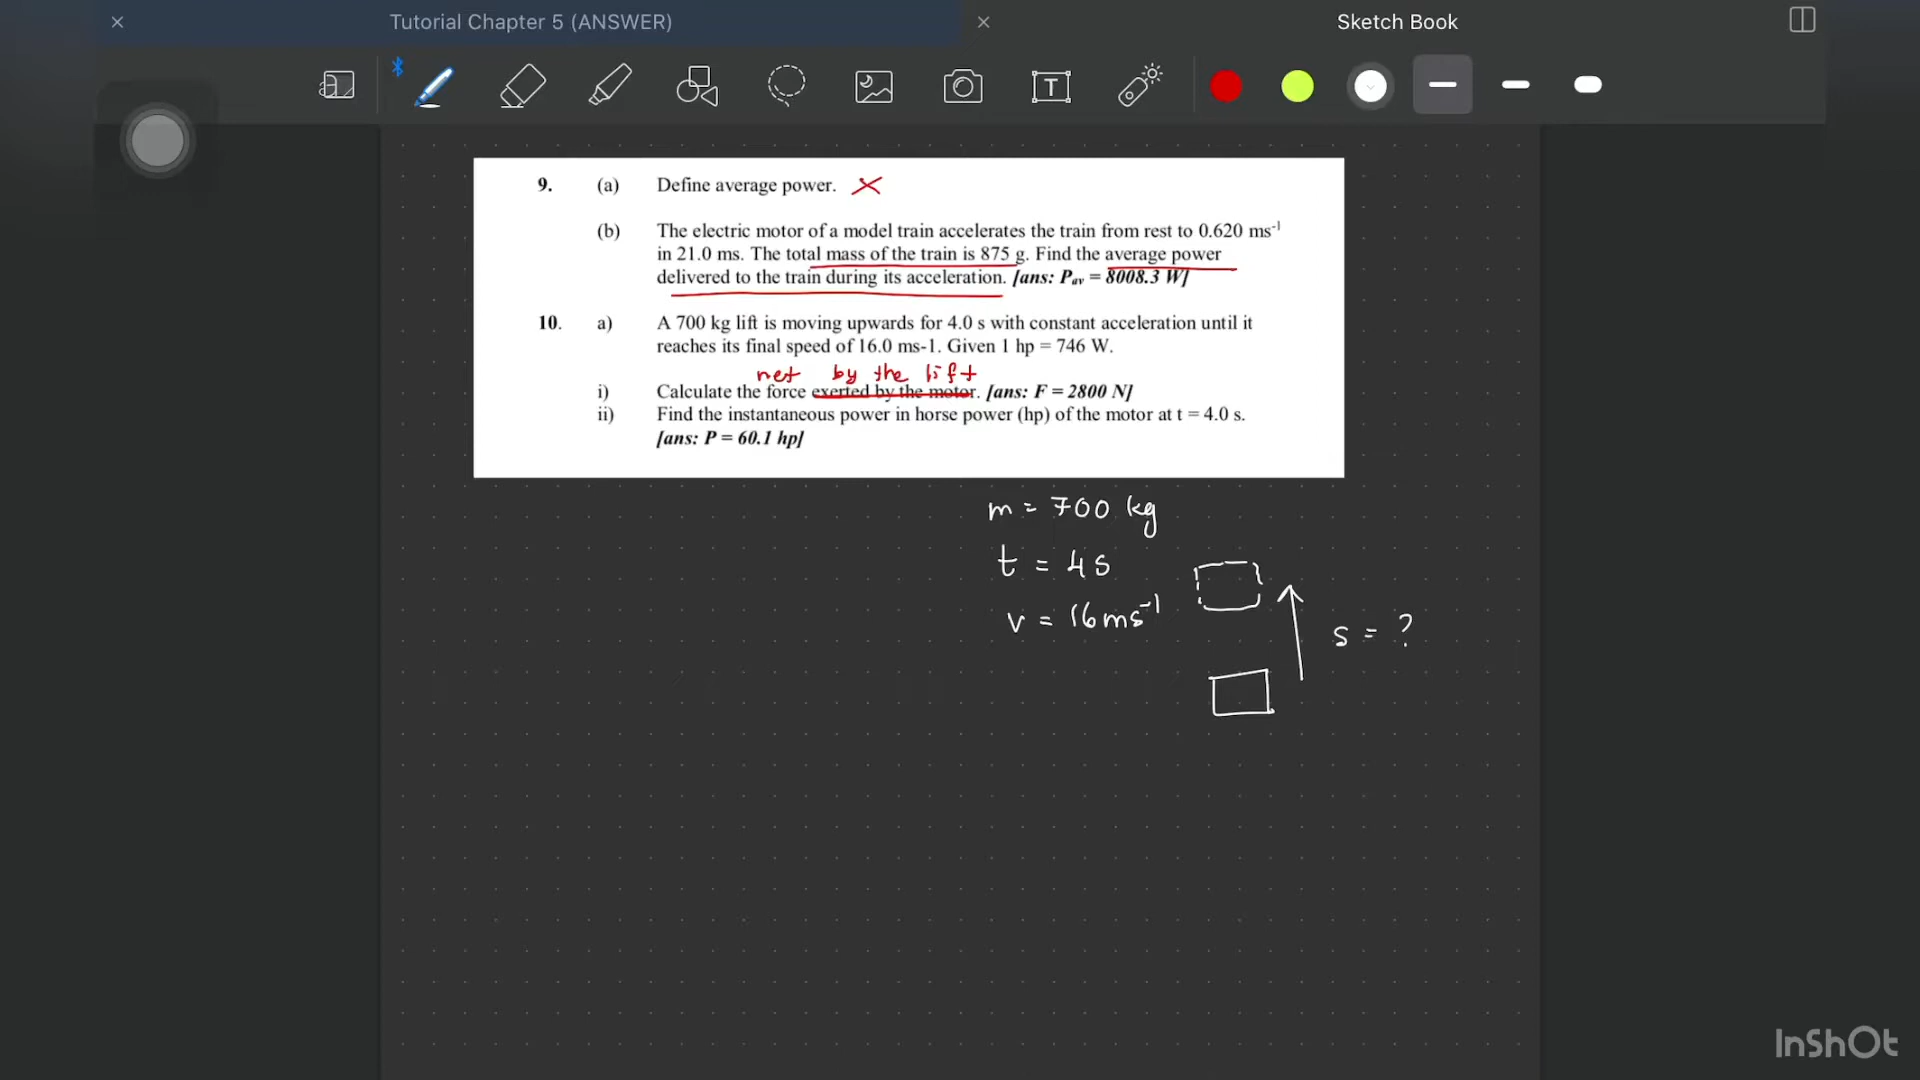 Tutorial Chapter 5 (ANSWER)
Sketch Book
T
9. (a) Define average power.
(b) The electric motor of a model train accelerates the train from rest to 0.620 ms⁻¹
in 21.0 ms. The total mass of the train is 875 g. Find the average power
delivered to the train during its acceleration. [ans: Pav = 8008.3 W]
10. a) A 700 kg lift is moving upwards for 4.0 s with constant acceleration until it
reaches its final speed of 16.0 ms-1. Given 1 hp = 746 W.
net by the lift
i) Calculate the force exerted by the motor. [ans: F = 2800 N]
ii) Find the instantaneous power in horse power (hp) of the motor at t = 4.0 s.
[ans: P = 60.1 hp]
m = 700 kg
t = 4s
v = 16ms⁻¹
s = ?
InShOt